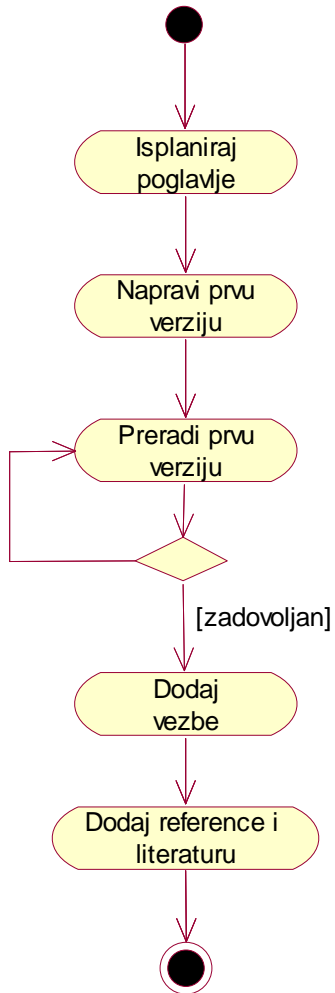 Isplaniraj
poglavlje
Napravi prvu
verziju
Preradi prvu
verziju
[zadovoljan]
Dodaj
vezbe
Dodaj reference i
literaturu